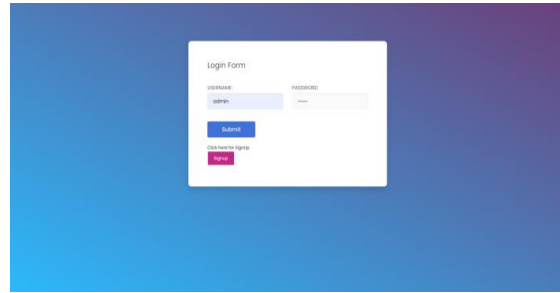 Login Form
USERNAME PASSWORD
admin •••••
Submit
Click here for Signup
Signup